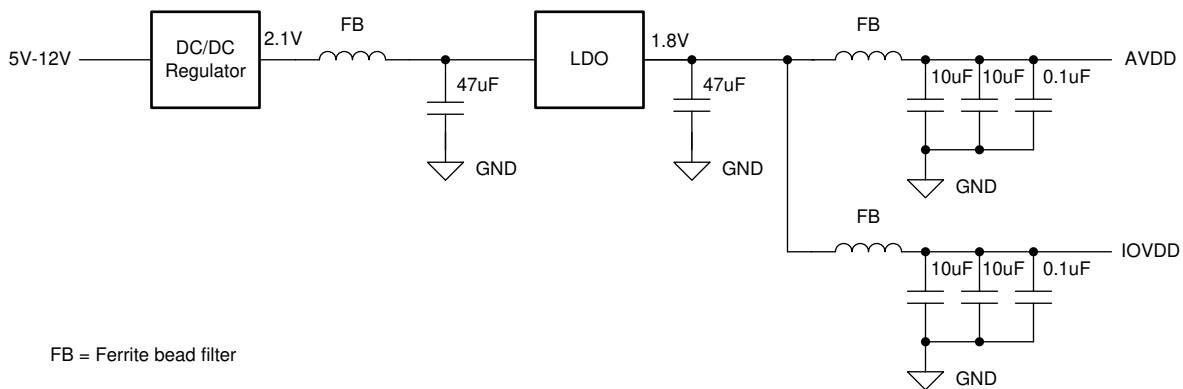 5V-12V
DC/DC
Regulator
2.1V
FB
47uF
GND
LDO
1.8V
47uF
GND
FB
10uF 10uF 0.1uF
AVDD
GND
FB
10uF 10uF 0.1uF
IOVDD
GND
FB = Ferrite bead filter